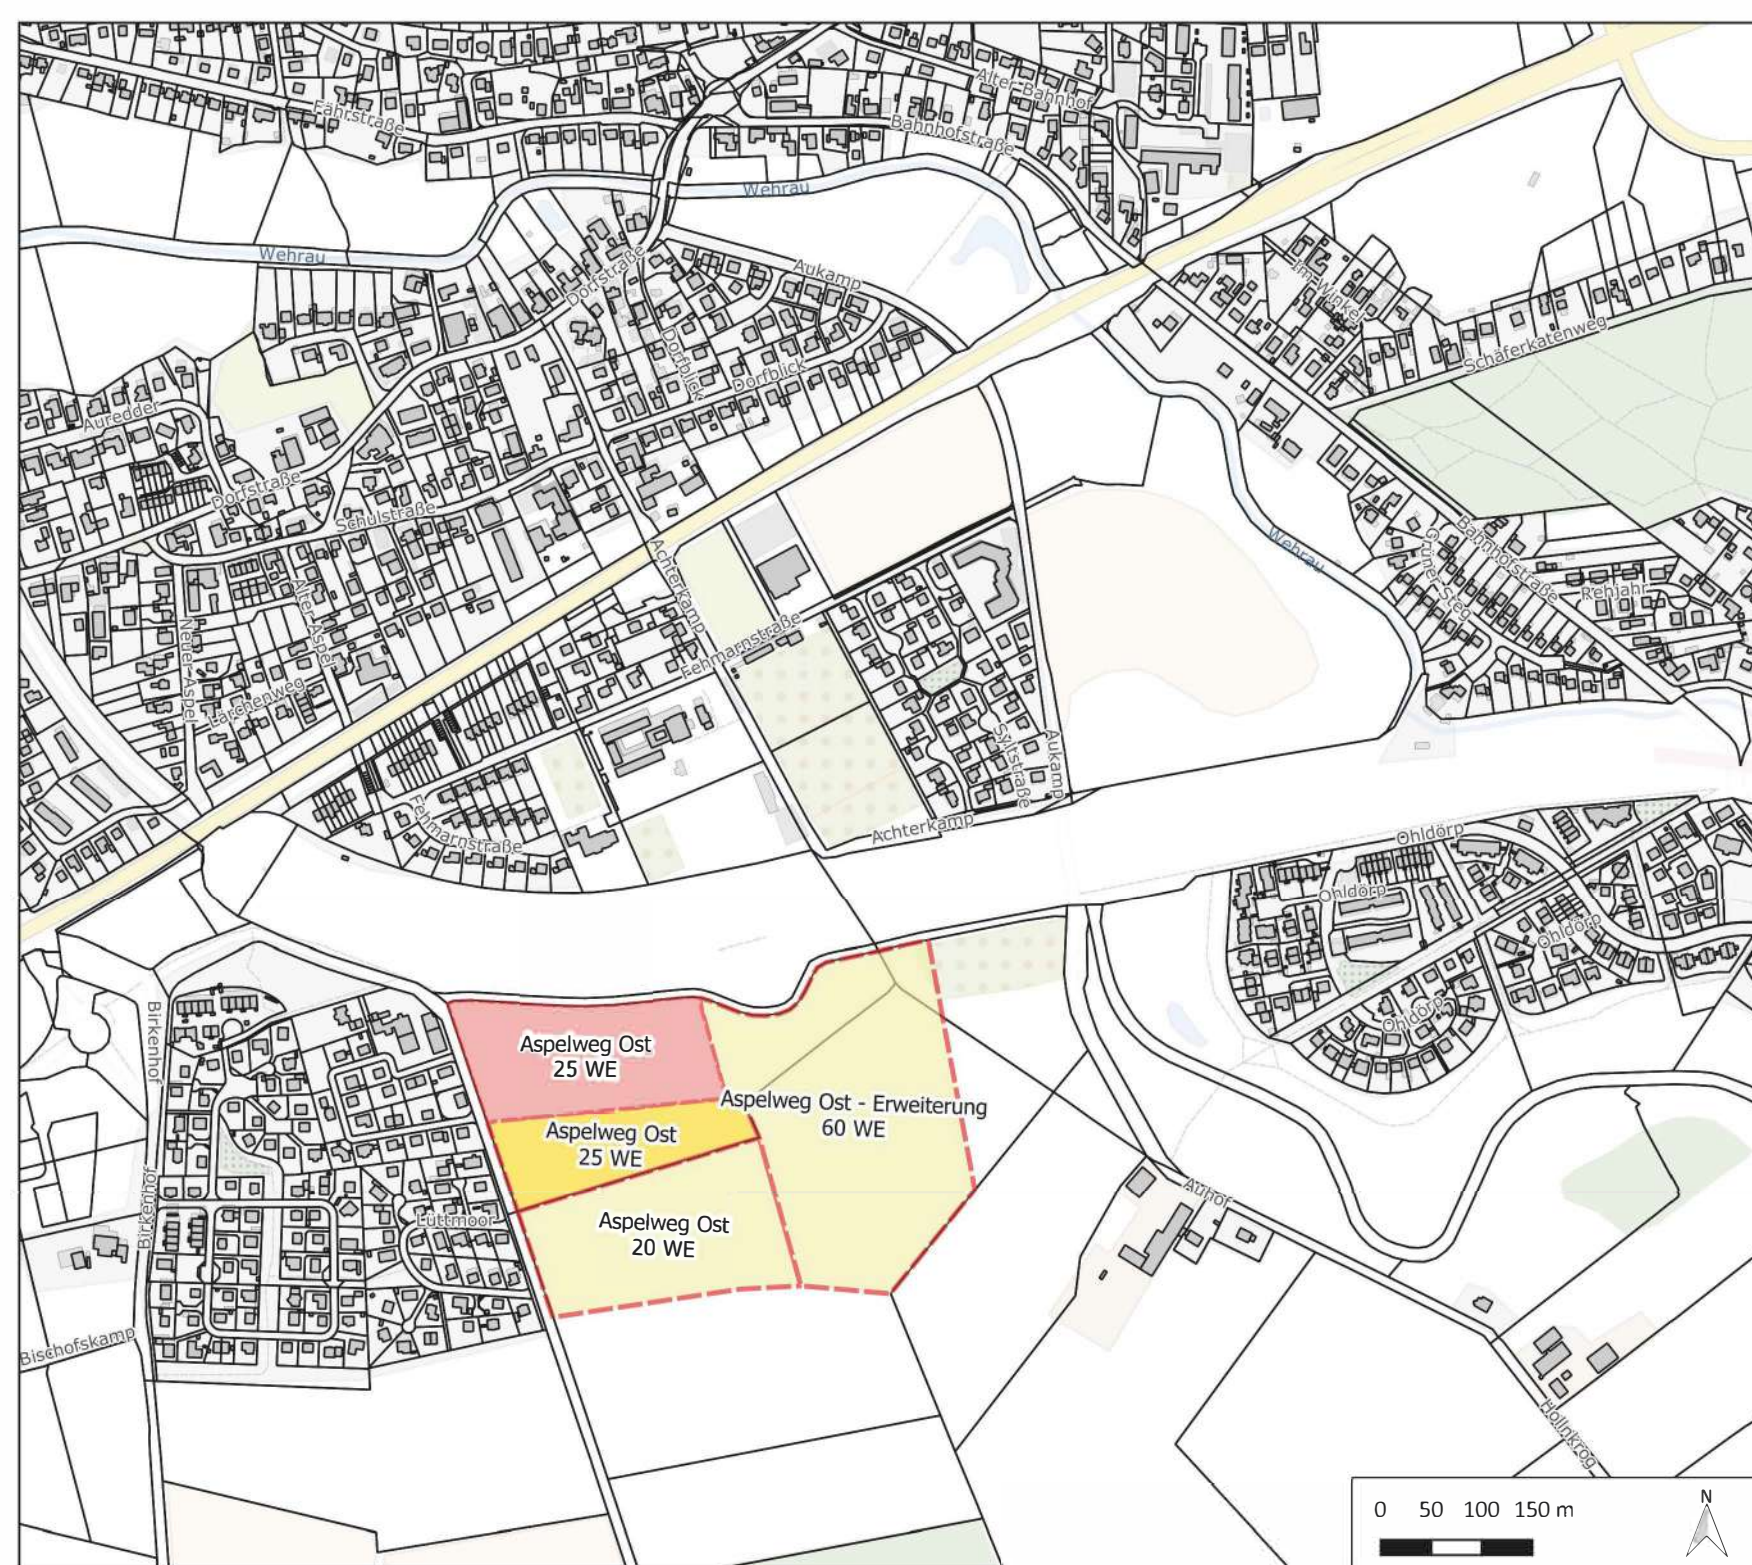 Alter Bahnhof
Fährstraße
Bahnhofstraße
Wehrau
Wehrau
Dorfstraße
Aukamp
Im Winkel
Schäferkatenweg
Dorfblick
Dorfblick
Auredder
Dorfstraße
Schulstraße
Achterkamp
Wehrau
Bahnhofstraße
Grüner Steg
Rehjahr
Alter Aspel
Neuer Aspel
Lärchenweg
Fehmarnstraße
Syltstraße
Aukamp
Fehmarnstraße
Achterkamp
Ohldörp
Ohldörp
Ohldörp
Ohldörp
Birkenhof
Aspelweg Ost
25 WE
Aspelweg Ost - Erweiterung
60 WE
Aspelweg Ost
25 WE
Birkenhof
Lüttmoor
Aspelweg Ost
20 WE
Auhof
Bischofskamp
Hollnkrog
0 50 100 150 m
N